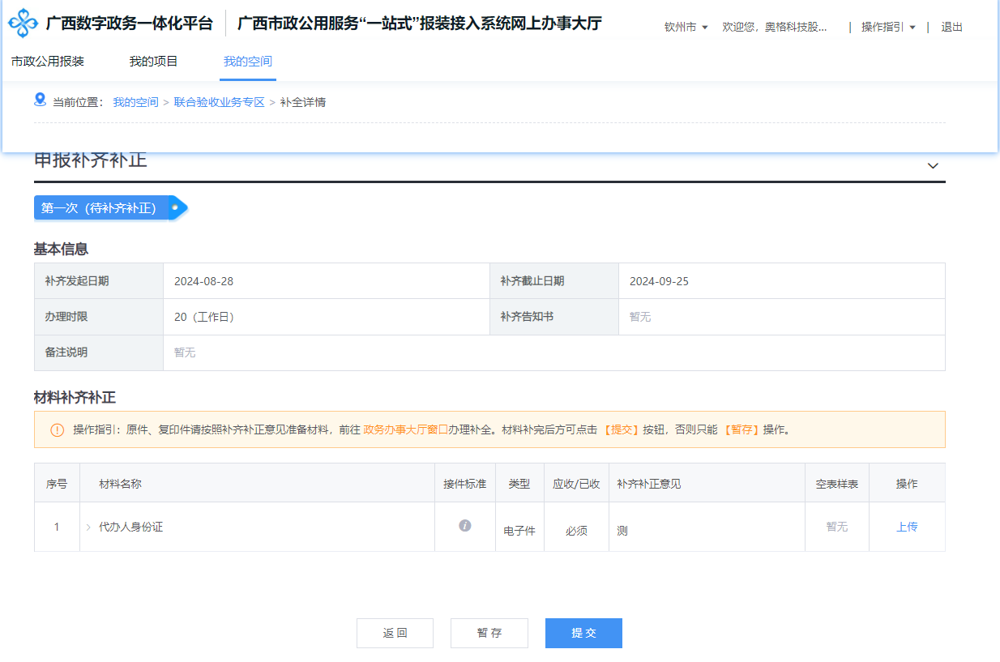 广西数字政务一体化平台 广西市政公用服务“一站式”报装接入系统网上办事大厅 钦州市 欢迎您，奥格科技股... | 操作指引 | 退出
市政公用报装 我的项目 我的空间
当前位置： 我的空间 > 联合验收业务专区 > 补全详情
申报补齐补正
第一次（待补齐补正）
基本信息
补齐发起日期 2024-08-28 补齐截止日期 2024-09-25
办理时限 20（工作日） 补齐告知书 暂无
备注说明 暂无
材料补齐补正
操作指引：原件、复印件请按照补齐补正意见准备材料，前往 政务办事大厅窗口办理补全。材料补完后方可点击 【提交】按钮，否则只能 【暂存】操作。
序号 材料名称 接件标准 类型 应收/已收 补齐补正意见 空表样表 操作
1 代办人身份证 电子件 必须 测 暂无 上传
返 回 暂 存 提 交